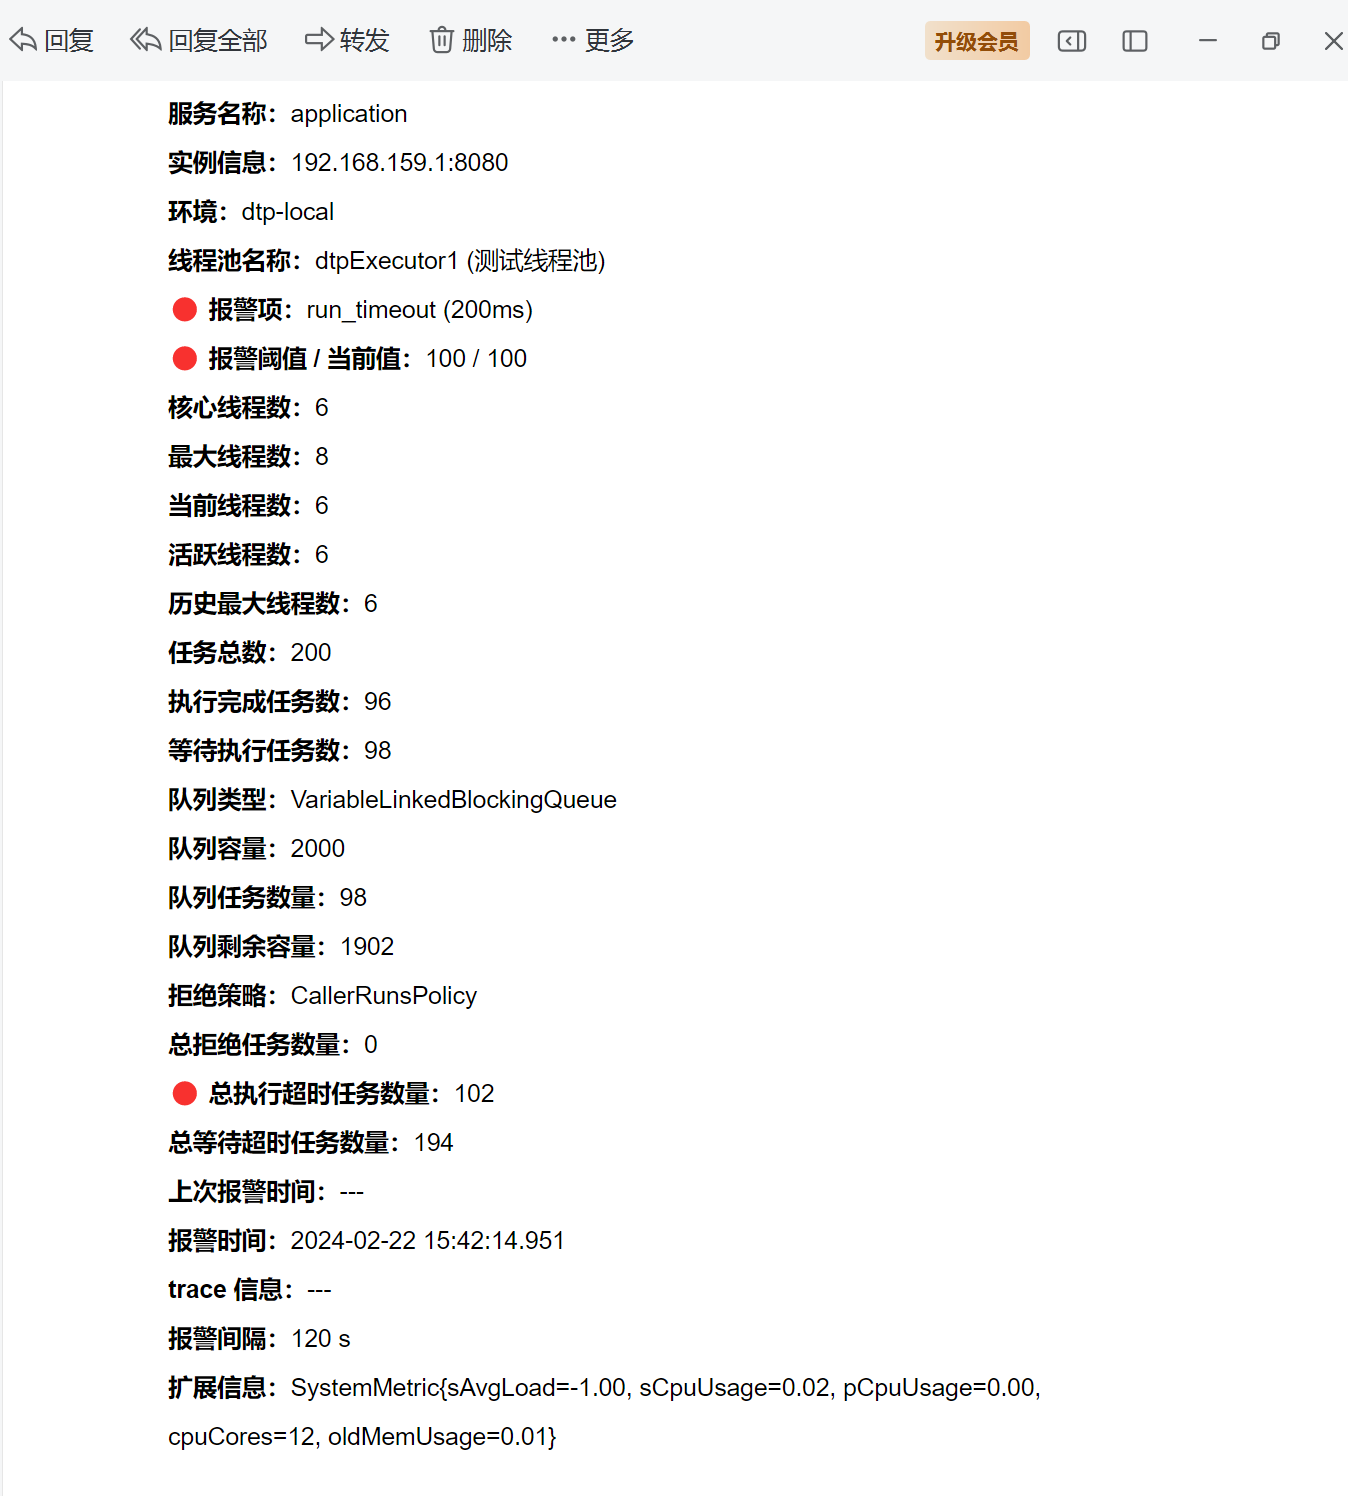 回复 回复全部 转发 删除 更多 升级会员
服务名称：application
实例信息：192.168.159.1:8080
环境：dtp-local
线程池名称：dtpExecutor1 (测试线程池)
报警项：run_timeout (200ms)
报警阈值 / 当前值：100 / 100
核心线程数：6
最大线程数：8
当前线程数：6
活跃线程数：6
历史最大线程数：6
任务总数：200
执行完成任务数：96
等待执行任务数：98
队列类型：VariableLinkedBlockingQueue
队列容量：2000
队列任务数量：98
队列剩余容量：1902
拒绝策略：CallerRunsPolicy
总拒绝任务数量：0
总执行超时任务数量：102
总等待超时任务数量：194
上次报警时间：---
报警时间：2024-02-22 15:42:14.951
trace 信息：---
报警间隔：120 s
扩展信息：SystemMetric{sAvgLoad=-1.00, sCpuUsage=0.02, pCpuUsage=0.00,
cpuCores=12, oldMemUsage=0.01}